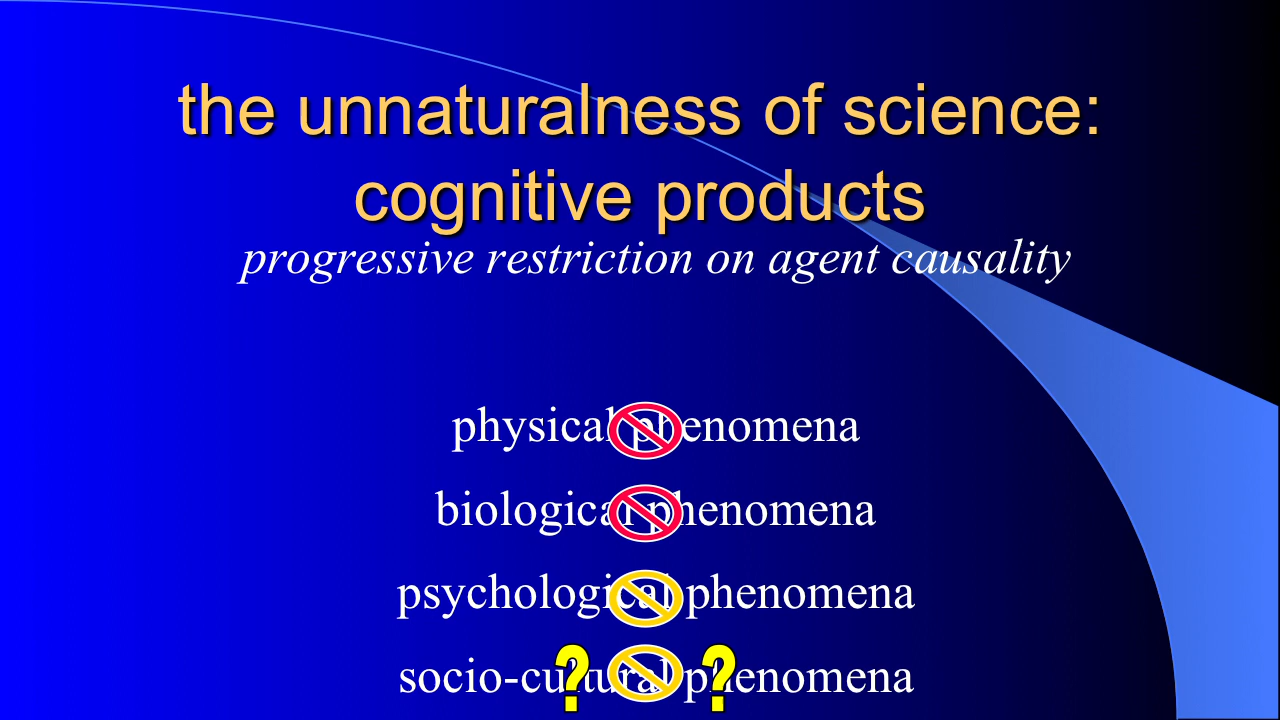 the unnaturalness of science:
cognitive products
progressive restriction on agent causality
physical phenomena
biological phenomena
psychological phenomena
socio-cultural phenomena
? ?